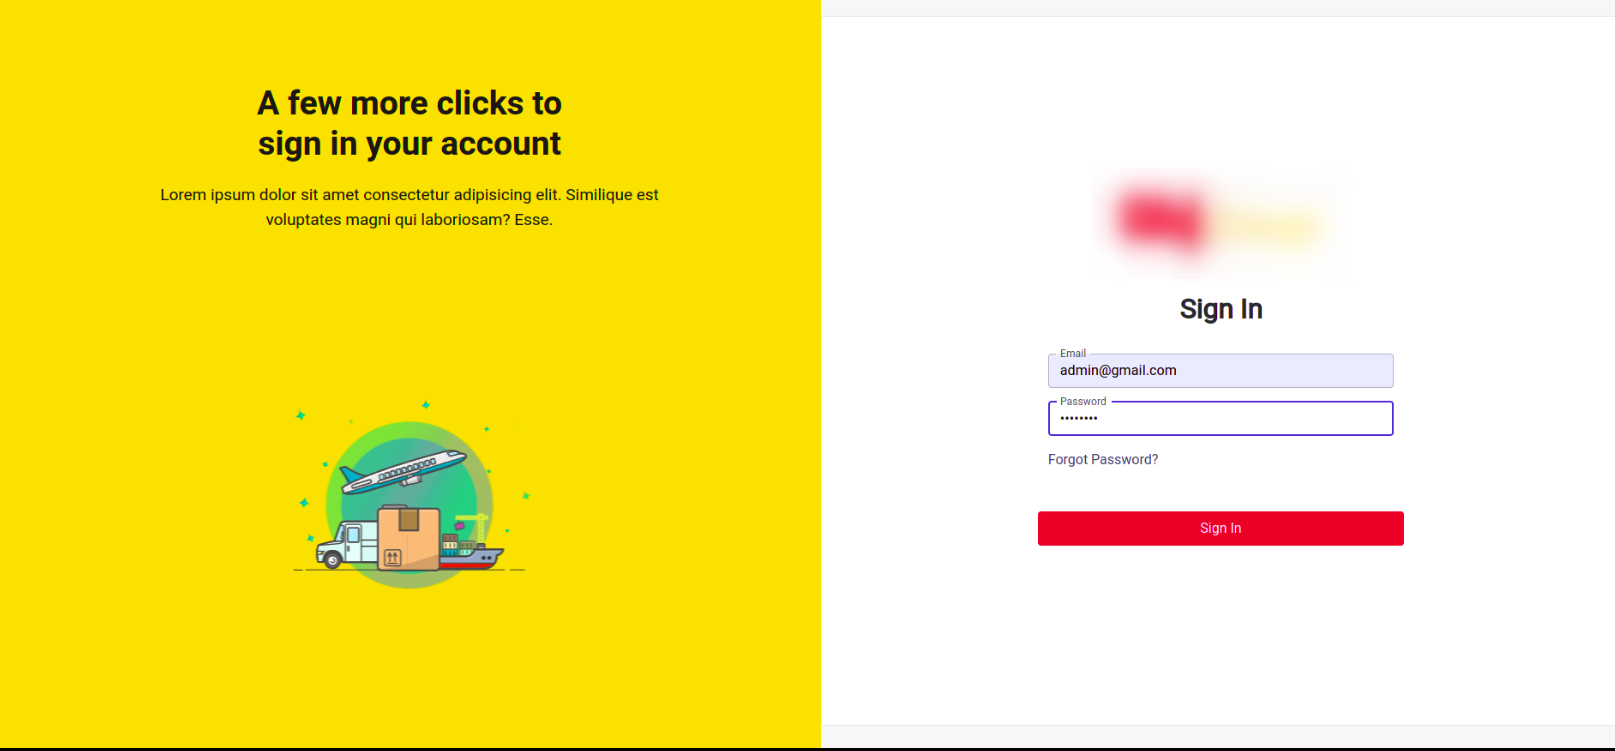 A few more clicks to
sign in your account
Lorem ipsum dolor sit amet consectetur adipisicing elit. Similique est
voluptates magni qui laboriosam? Esse.
Sign In
Email
admin@gmail.com
Password
••••••••
Forgot Password?
Sign In